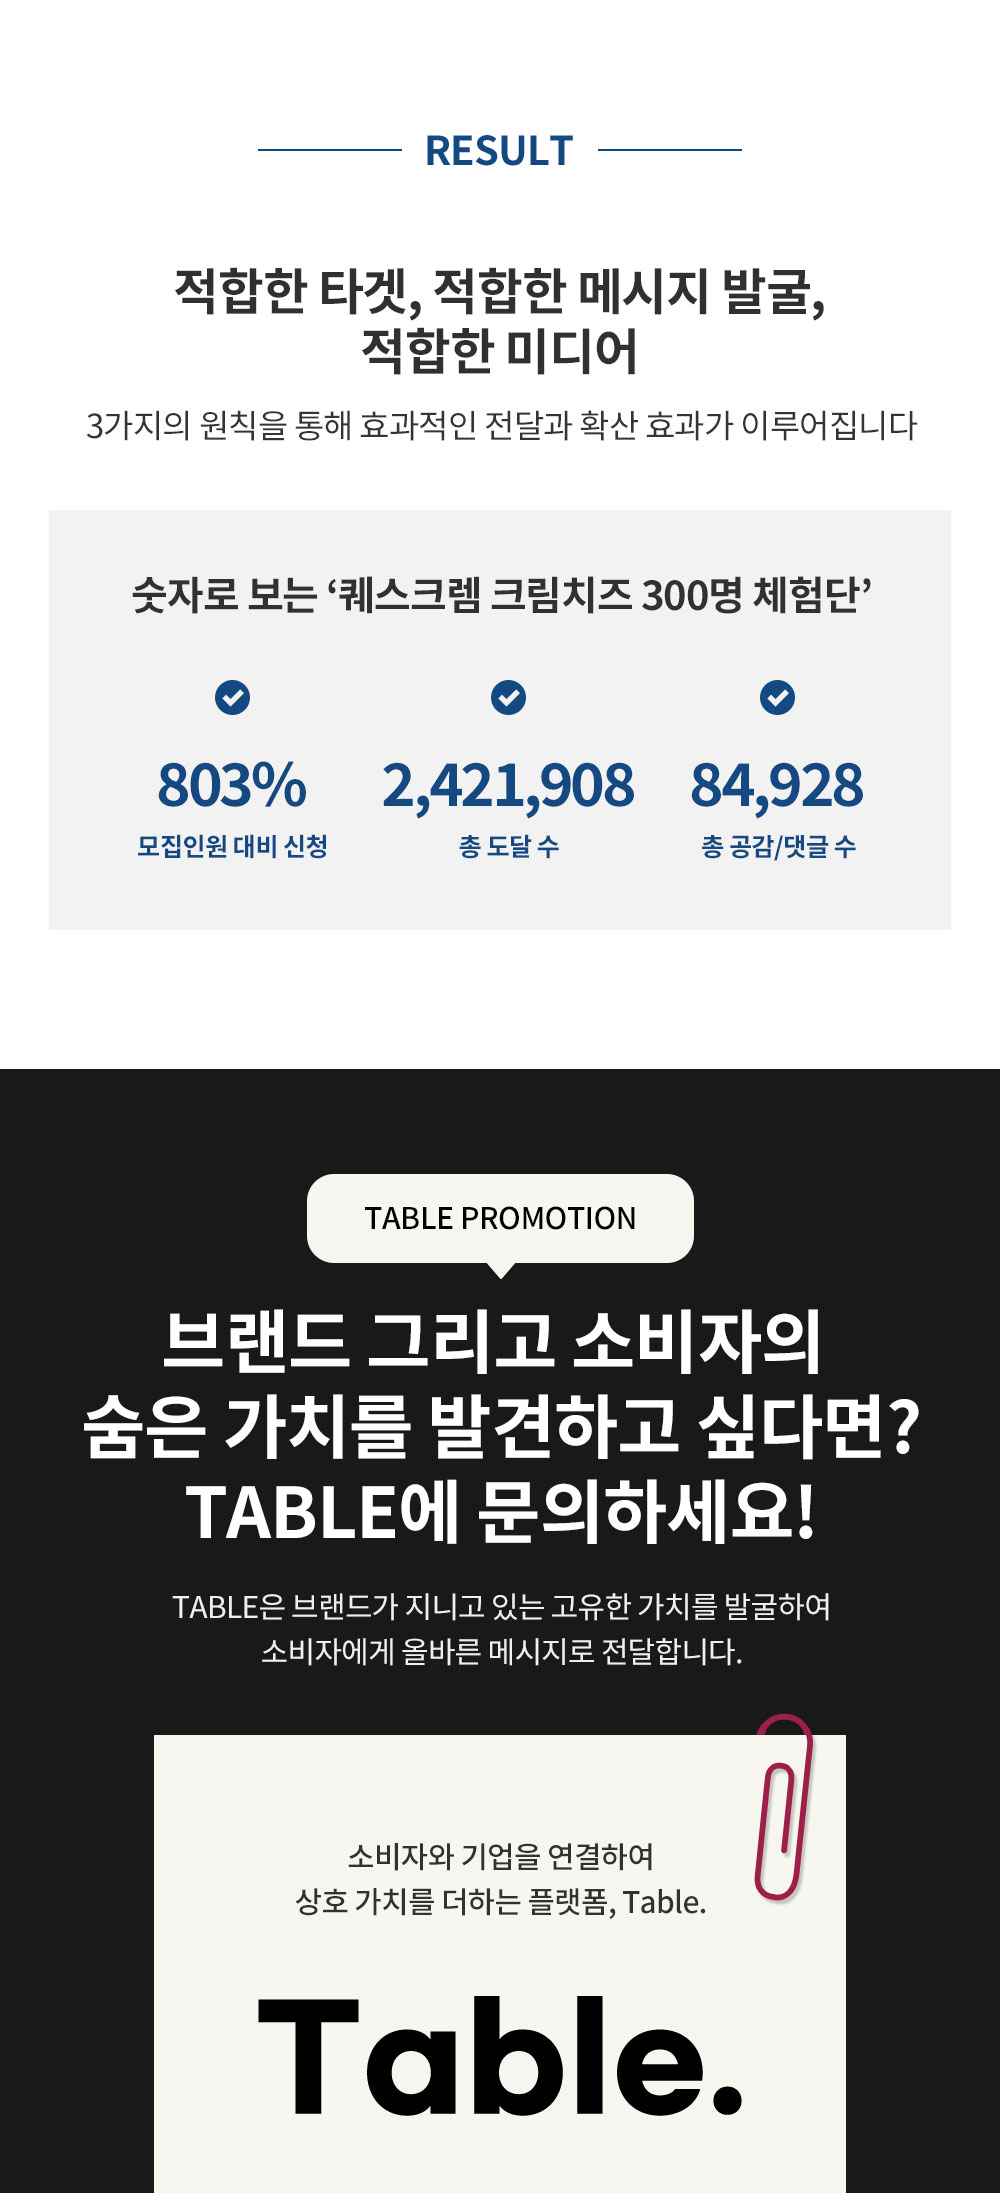 RESULT
적합한 타겟, 적합한 메시지 발굴,
적합한 미디어
3가지의 원칙을 통해 효과적인 전달과 확산 효과가 이루어집니다
숫자로 보는 ‘퀘스크렘 크림치즈 300명 체험단’
803%
모집인원 대비 신청
2,421,908
총 도달 수
84,928
총 공감/댓글 수
TABLE PROMOTION
브랜드 그리고 소비자의
숨은 가치를 발견하고 싶다면?
TABLE에 문의하세요!
TABLE은 브랜드가 지니고 있는 고유한 가치를 발굴하여
소비자에게 올바른 메시지로 전달합니다.
소비자와 기업을 연결하여
상호 가치를 더하는 플랫폼, Table.
Table.